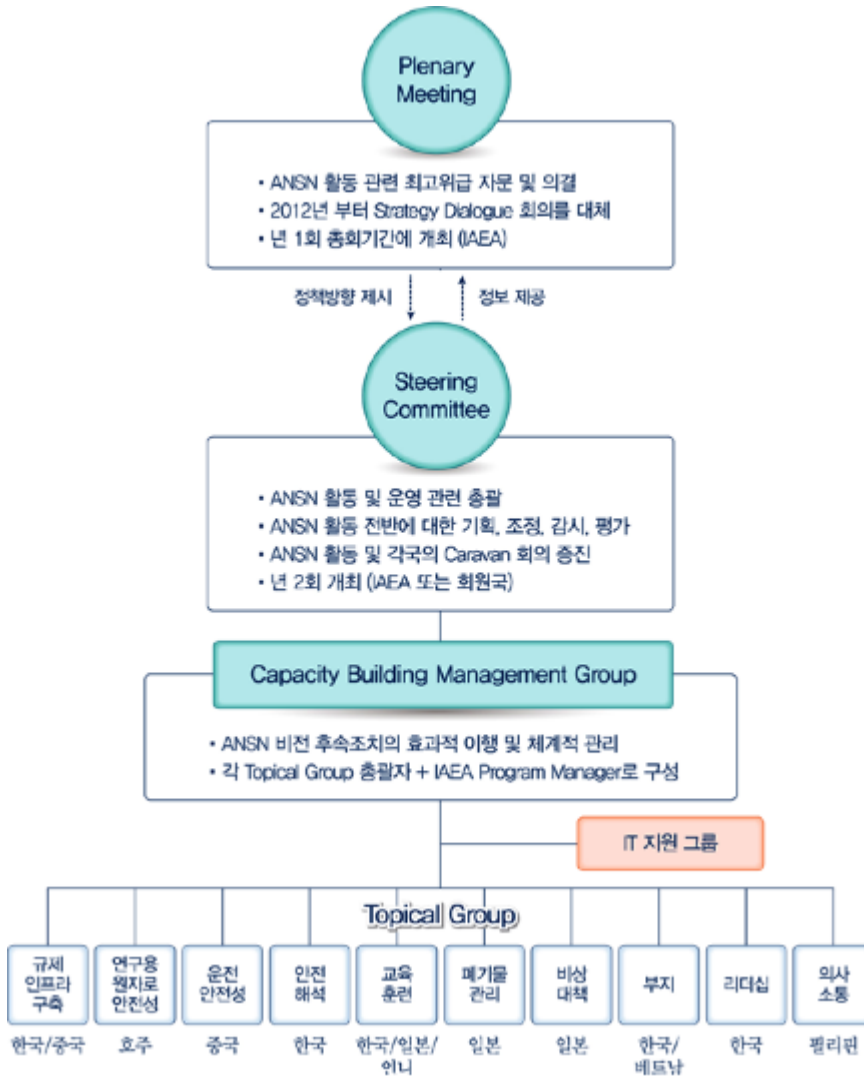 Plenary
Meeting
• ANSN 활동 관련 최고위급 자문 및 의결
• 2012년 부터 Strategy Dialogue 회의를 대체
• 년 1회 총회기간에 개최 (IAEA)
정책방향 제시
정보 제공
Steering
Committee
• ANSN 활동 및 운영 관련 총괄
• ANSN 활동 전반에 대한 기획, 조정, 감시, 평가
• ANSN 활동 및 각국의 Caravan 회의 증진
• 년 2회 개최 (IAEA 또는 회원국)
Capacity Building Management Group
• ANSN 비전 후속조치의 효과적 이행 및 체계적 관리
• 각 Topical Group 총괄자 + IAEA Program Manager로 구성
IT 지원 그룹
Topical Group
규제
인프라
구축
한국/중국
연구용
원자로
안전성
호주
운전
안전성
중국
안전
해석
한국
교육
훈련
한국/일본/
인니
폐기물
관리
일본
비상
대책
일본
부지
한국/
베트남
리더십
한국
의사
소통
필리핀